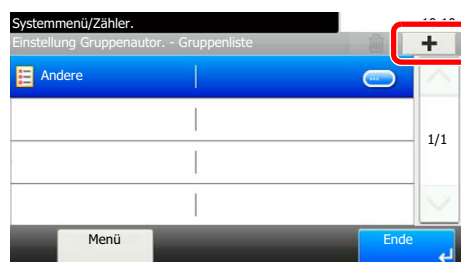 Systemmenü/Zähler.
Einstellung Gruppenautor. - Gruppenliste
+
Andere
1/1
Menü
Ende